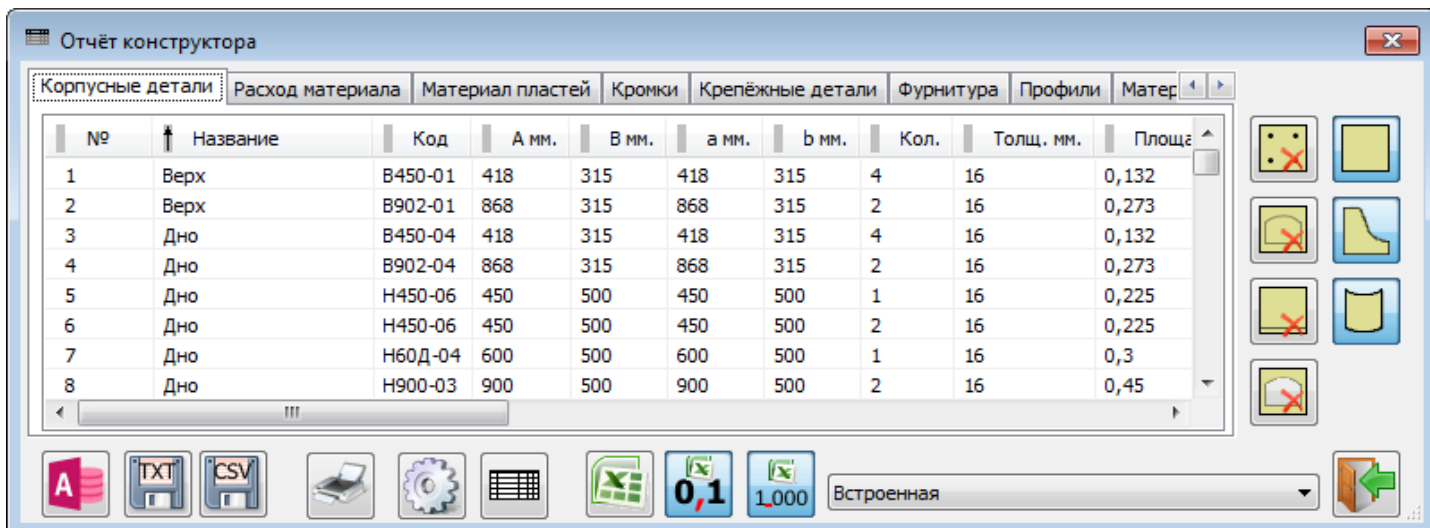 Отчёт конструктора
Корпусные детали Расход материала Материал пластей Кромки Крепёжные детали Фурнитура Профили Матер
№ Название Код А мм. В мм. а мм. b мм. Кол. Толщ. мм. Площа
1 Верх В450-01 418 315 418 315 4 16 0,132
2 Верх В902-01 868 315 868 315 2 16 0,273
3 Дно В450-04 418 315 418 315 4 16 0,132
4 Дно В902-04 868 315 868 315 2 16 0,273
5 Дно Н450-06 450 500 450 500 1 16 0,225
6 Дно Н450-06 450 500 450 500 2 16 0,225
7 Дно Н60Д-04 600 500 600 500 1 16 0,3
8 Дно Н900-03 900 500 900 500 2 16 0,45
A TXT CSV 0,1 1,000 Встроенная